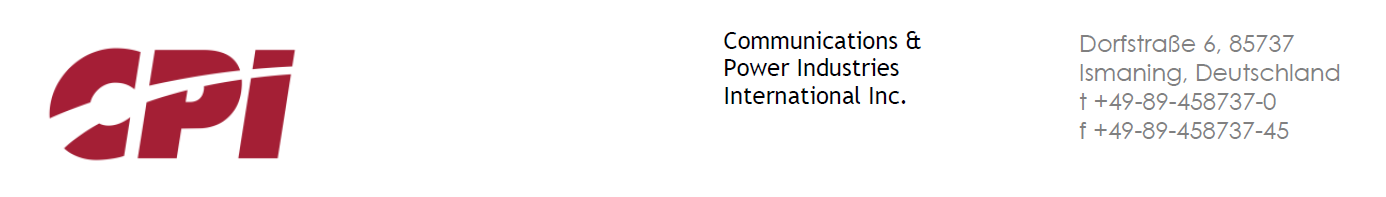 CPI
Communications &
Power Industries
International Inc.
Dorfstraße 6, 85737
Ismaning, Deutschland
t +49-89-458737-0
f +49-89-458737-45